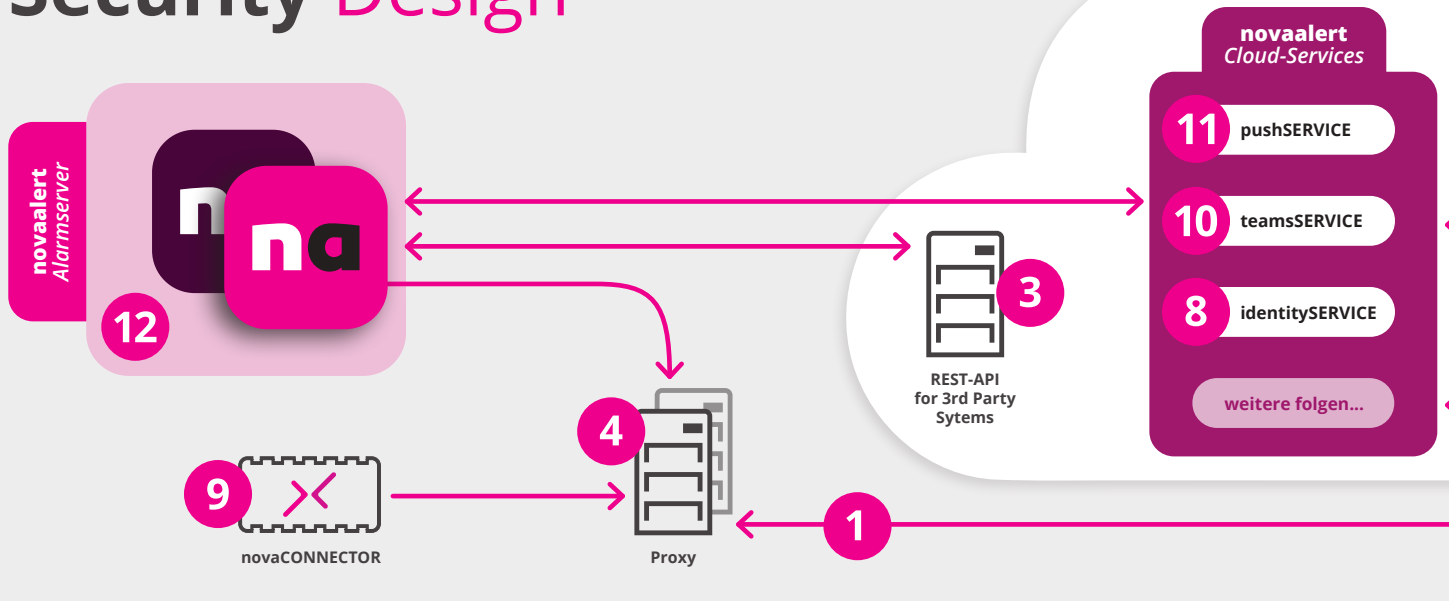 Security Design
novaalert
Cloud-Services
11
pushSERVICE
10
teamsSERVICE
8
identitySERVICE
weitere folgen...
novaalert
Alarmserver
n
na
12
3
REST-API
for 3rd Party
Sytems
4
Proxy
9
novaCONNECTOR
1